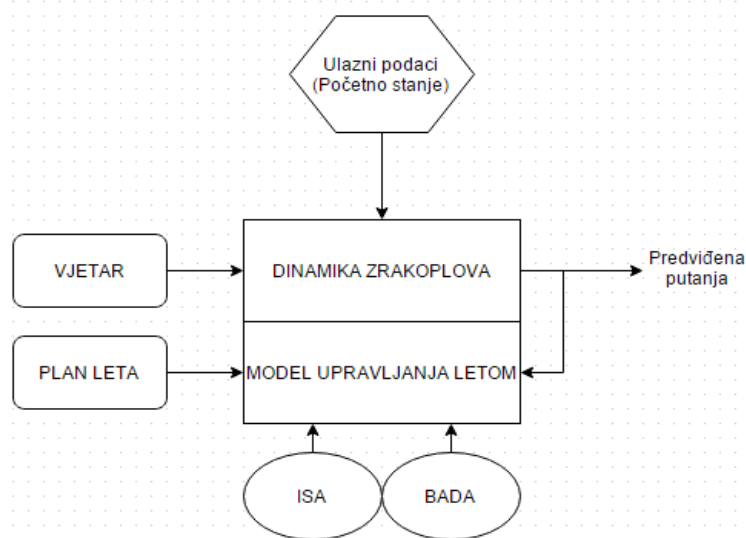 Ulazni podaci
(Početno stanje)
VJETAR
DINAMIKA ZRAKOPLOVA
Predviđena
putanja
PLAN LETA
MODEL UPRAVLJANJA LETOM
ISA
BADA